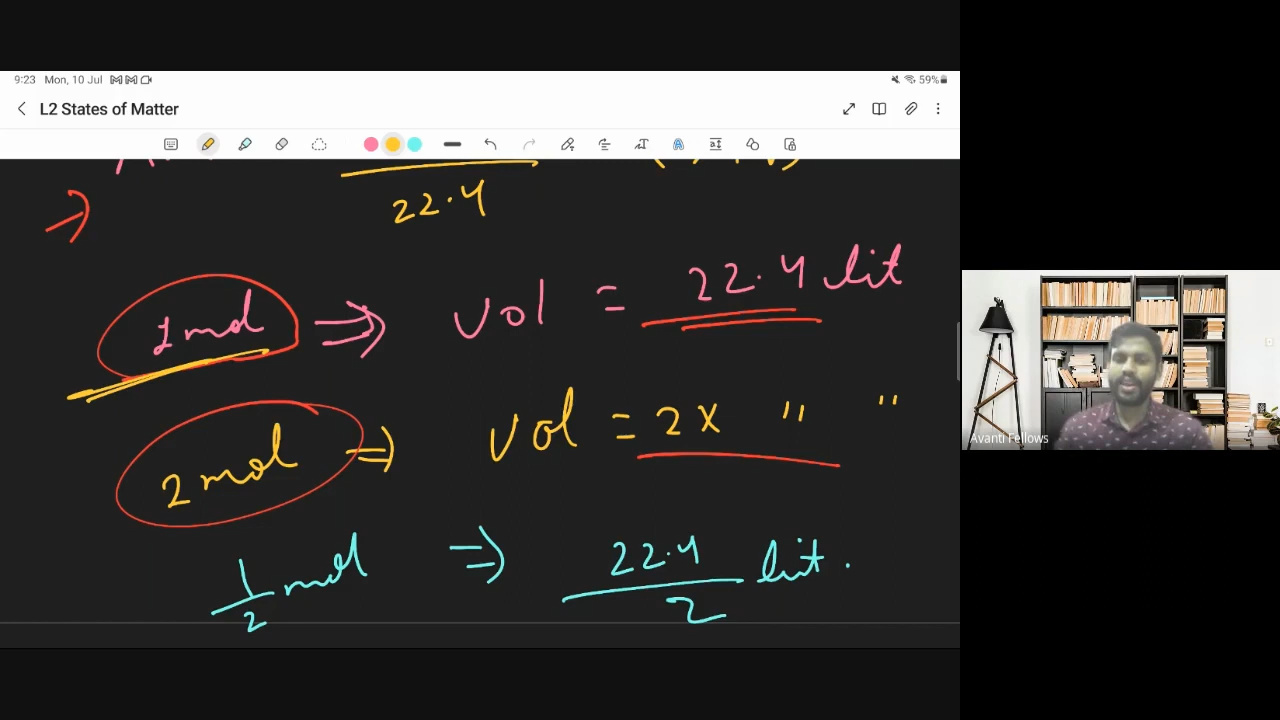 9:23 Mon, 10 Jul 59%
L2 States of Matter
22.4
⇒
1 mol ⇒ Vol = 22.4 lit
2 mol ⇒ Vol = 2 x " "
1/2 mol ⇒ 22.4/2 lit.
Avanti Fellows